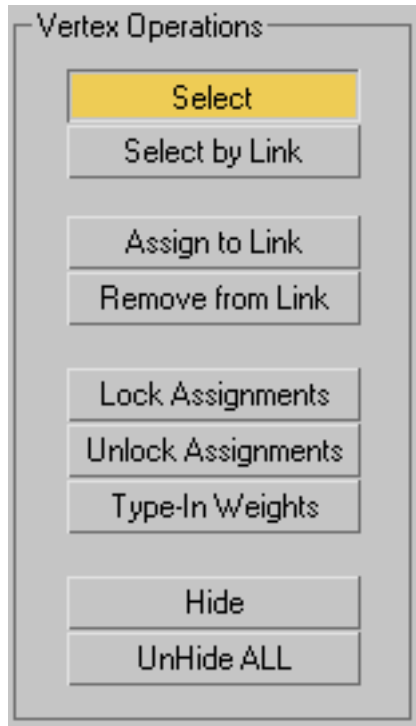 Vertex Operations
Select
Select by Link
Assign to Link
Remove from Link
Lock Assignments
Unlock Assignments
Type-In Weights
Hide
UnHide ALL